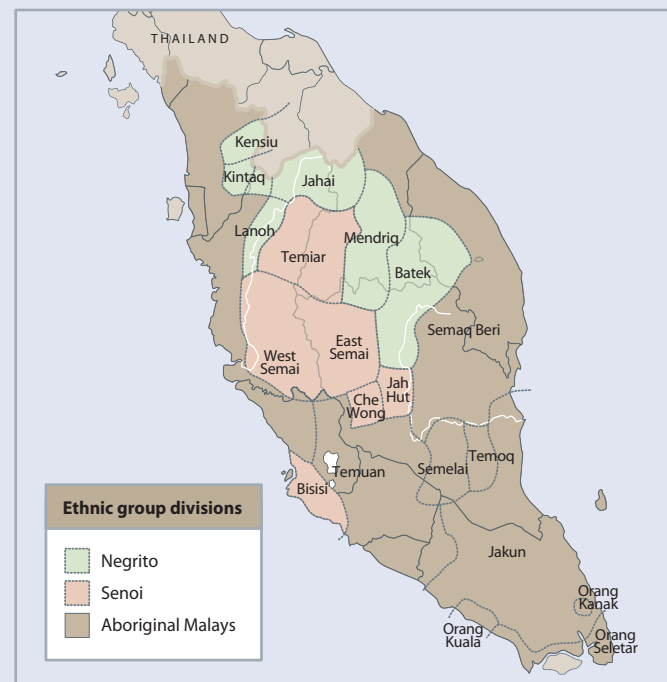 THAILAND
Kensiu
Kintaq
Jahai
Lanoh
Mendriq
Temiar
Batek
Semaq Beri
East
Semai
West
Semai
Jah
Hut
Che
Wong
Temuan
Semelai
Temoq
Bisisi
Jakun
Orang
Kanak
Orang
Kuala
Orang
Seletar
Ethnic group divisions
Negrito
Senoi
Aboriginal Malays